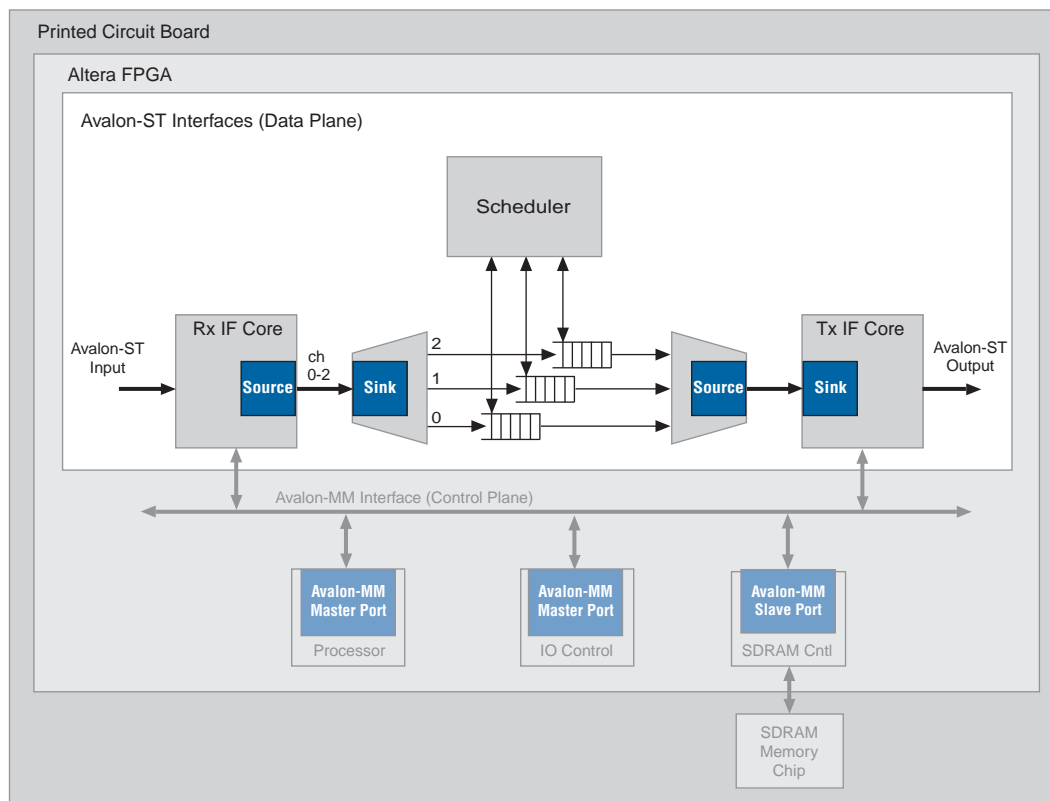 Printed Circuit Board
Altera FPGA
Avalon-ST Interfaces (Data Plane)
Scheduler
Rx IF Core
Tx IF Core
Avalon-ST
Input
ch
0-2
2
1
0
Source
Sink
Source
Sink
Avalon-ST
Output
Avalon-MM Interface (Control Plane)
Avalon-MM
Master Port
Processor
Avalon-MM
Master Port
IO Control
Avalon-MM
Slave Port
SDRAM Cntl
SDRAM
Memory
Chip